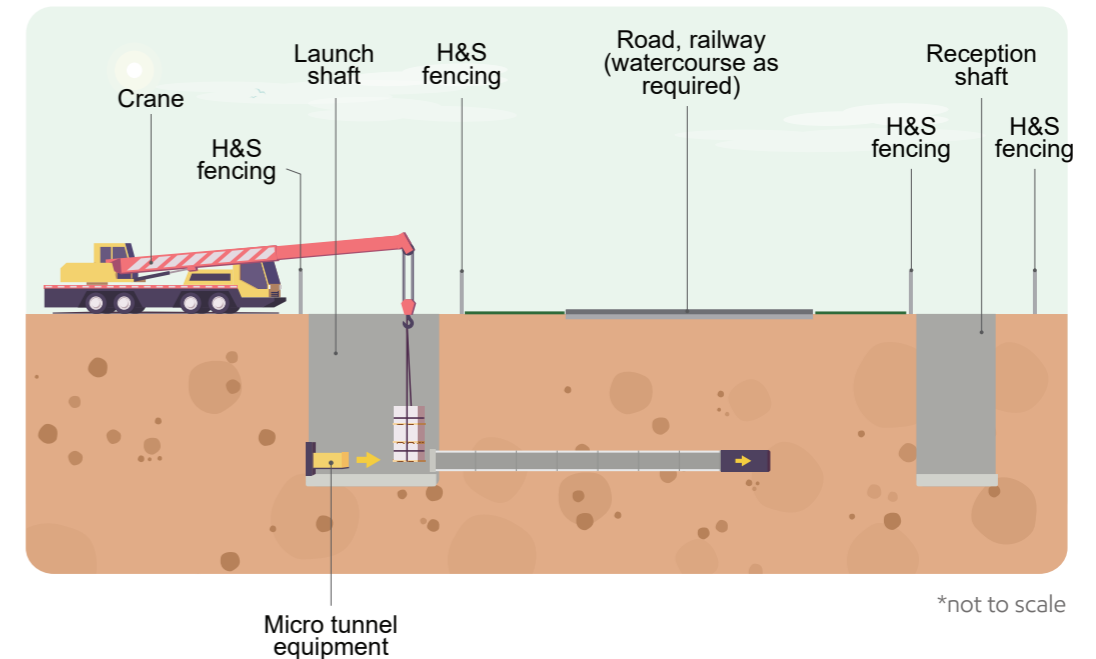 Crane
H&S
fencing
Launch
shaft
H&S
fencing
Road, railway
(watercourse as
required)
H&S
fencing
Reception
shaft
H&S
fencing
Micro tunnel
equipment
*not to scale